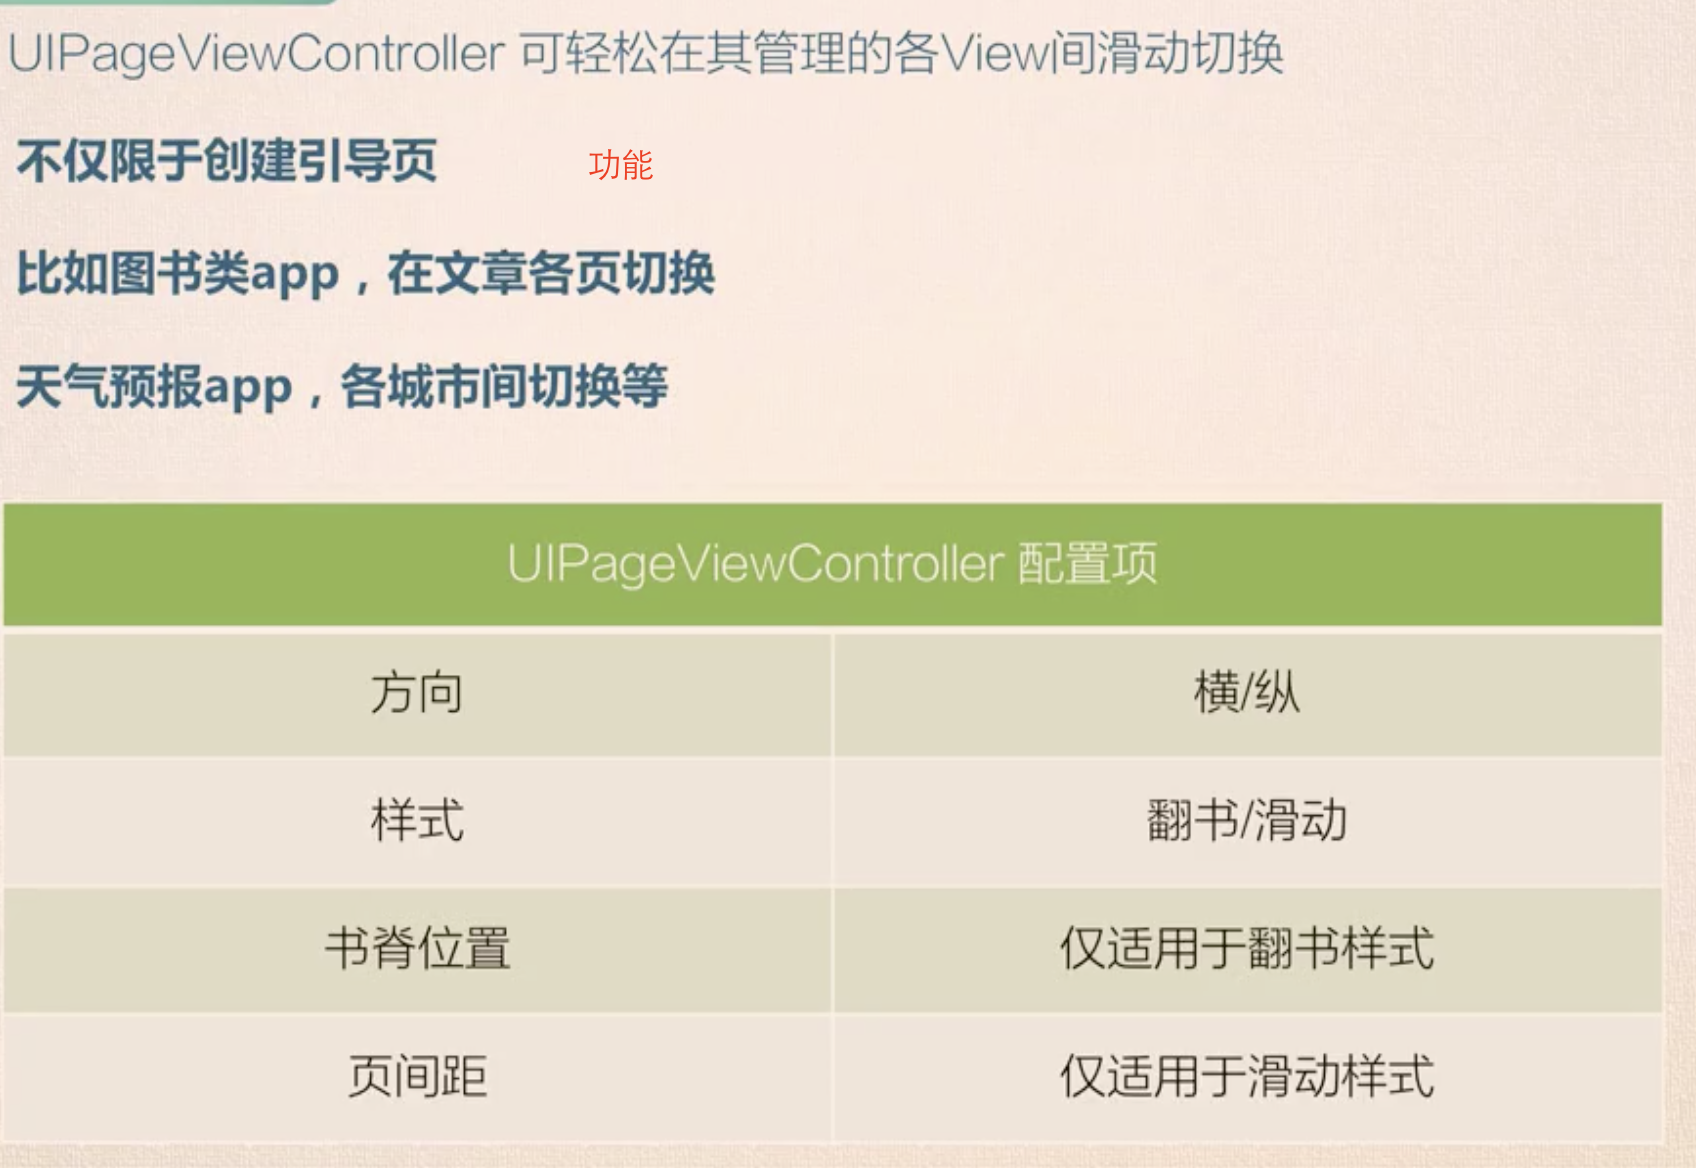 UIPageViewController 可轻松在其管理的各View间滑动切换
不仅限于创建引导页 功能
比如图书类app，在文章各页切换
天气预报app，各城市间切换等
UIPageViewController 配置项
方向 横/纵
样式 翻书/滑动
书脊位置 仅适用于翻书样式
页间距 仅适用于滑动样式